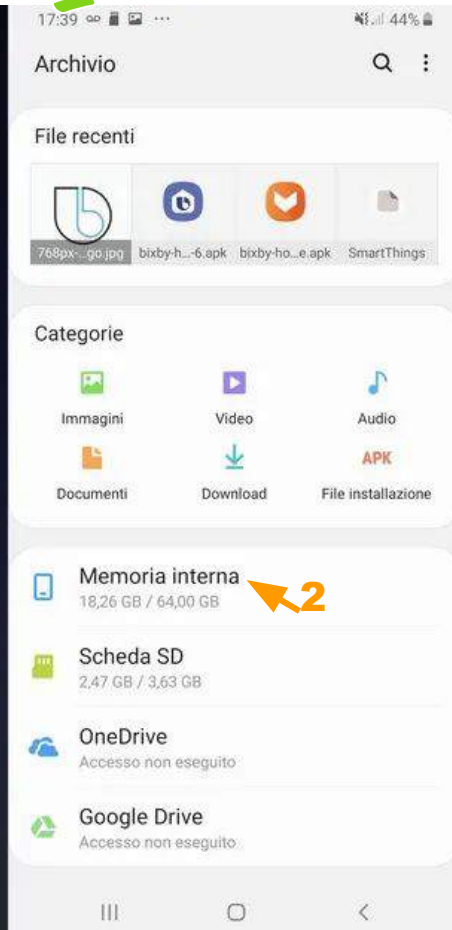 17:39 ... 44%
Archivio
File recenti
768px-...go.jpg bixby-h...-6.apk bixby-ho...e.apk SmartThings
Categorie
Immagini Video Audio
APK
Documenti Download File installazione
Memoria interna
18,26 GB / 64,00 GB
2
Scheda SD
2,47 GB / 3,63 GB
OneDrive
Accesso non eseguito
Google Drive
Accesso non eseguito